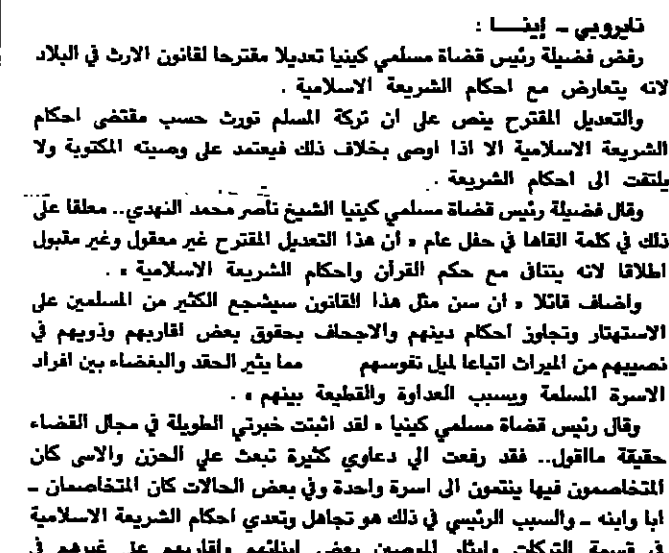 نايروبي ـ إينـــا :
رفض فضيلة رئيس قضاة مسلمي كينيا تعديلا مقترحا لقانون الارث في البلاد
لانه يتعارض مع احكام الشريعة الاسلامية .
والتعديل المقترح ينص على ان تركة المسلم تورث حسب مقتضى احكام
الشريعة الاسلامية الا اذا اوصى بخلاف ذلك فيعتمد على وصيته المكتوبة ولا
يلتفت الى احكام الشريعة .
وقال فضيلة رئيس قضاة مسلمي كينيا الشيخ ناصر محمد النهدي.. معلقا على
ذلك في كلمة القاها في حفل عام « أن هذا التعديل المقترح غير معقول وغير مقبول
اطلاقا لانه يتنافى مع حكم القرآن واحكام الشريعة الاسلامية » .
واضاف قائلا « ان سن مثل هذا القانون سيشجع الكثير من المسلمين على
الاستهتار وتجاوز احكام دينهم والاجحاف بحقوق بعض اقاربهم وذويهم في
نصيبهم من الميراث اتباعا لميل نفوسهم مما يثير الحقد والبغضاء بين افراد
الاسرة المسلمة ويسبب العداوة والقطيعة بينهم » .
وقال رئيس قضاة مسلمي كينيا « لقد اثبتت خبرتي الطويلة في مجال القضاء
حقيقة مااقول.. فقد رفعت الي دعاوي كثيرة تبعث علي الحزن والاسى كان
المتخاصمون فيها ينتمون الى اسرة واحدة وفي بعض الحالات كان المتخاصمان ـ
ابا وابنه ـ والسبب الرئيسي في ذلك هو تجاهل وتعدي احكام الشريعة الاسلامية
في قسمة التركات وايثار الموصين بعض ابنائهم واقاربهم على غيرهم في